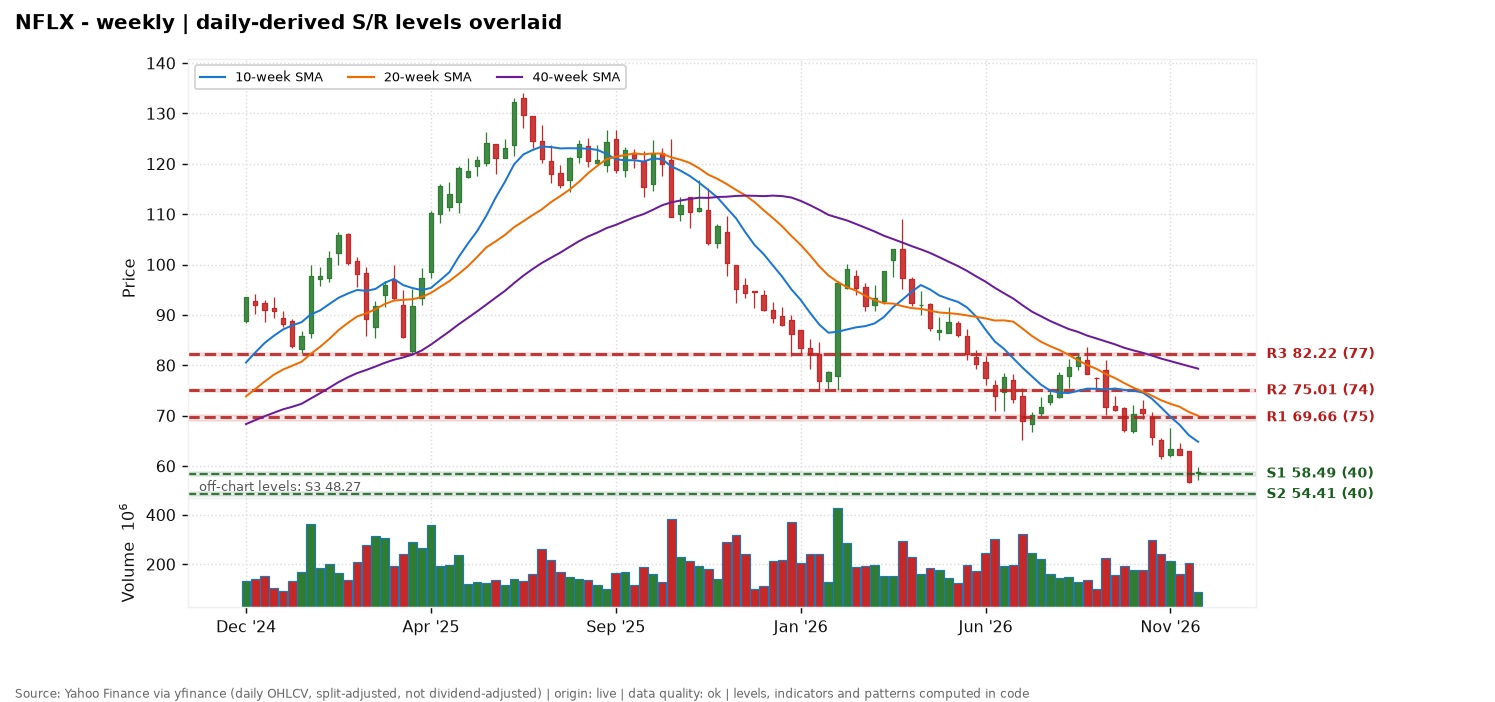 NFLX - weekly | daily-derived S/R levels overlaid
10-week SMA
20-week SMA
40-week SMA
Price
140
130
120
110
100
90
80
70
60
R3 82.22 (77)
R2 75.01 (74)
R1 69.66 (75)
S1 58.49 (40)
S2 54.41 (40)
off-chart levels: S3 48.27
Volume 10⁶
400
200
Dec '24
Apr '25
Sep '25
Jan '26
Jun '26
Nov '26
Source: Yahoo Finance via yfinance (daily OHLCV, split-adjusted, not dividend-adjusted) | origin: live | data quality: ok | levels, indicators and patterns computed in code